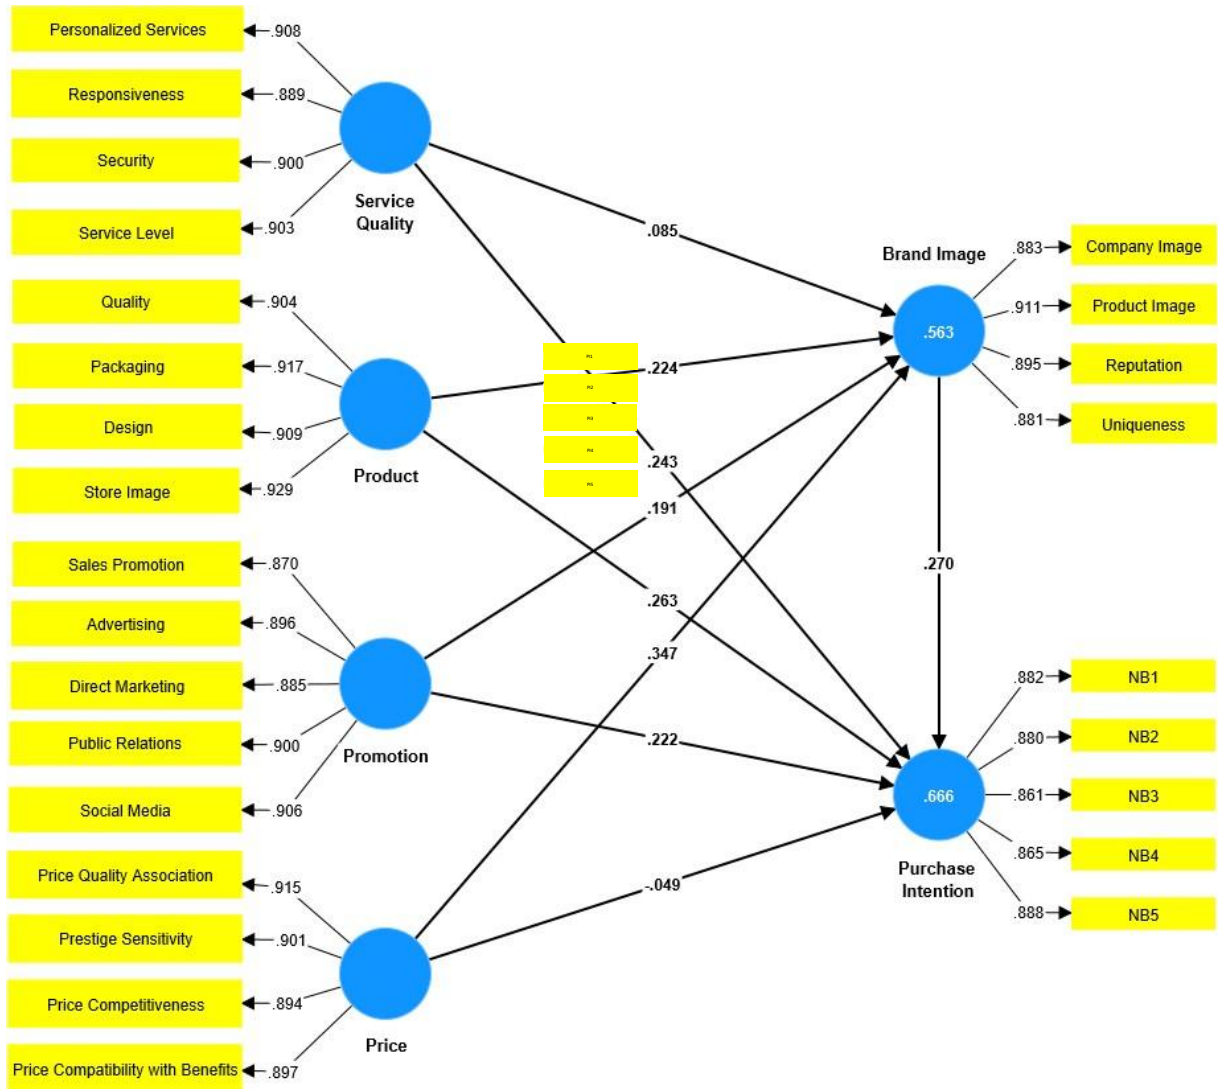 Personalized Services
.908
Responsiveness
.889
Security
.900
Service Level
.903
Service
Quality
Quality
.904
Packaging
.917
Design
.909
Store Image
.929
Product
Sales Promotion
.870
Advertising
.896
Direct Marketing
.885
Public Relations
.900
Social Media
.906
Promotion
Price Quality Association
.915
Prestige Sensitivity
.901
Price Competitiveness
.894
Price Compatibility with Benefits
.897
Price
.085
.224
.243
.191
.263
.347
.222
-.049
.270
Brand Image
.563
.883
Company Image
.911
Product Image
.895
Reputation
.881
Uniqueness
.666
Purchase
Intention
.882
NB1
.880
NB2
.861
NB3
.865
NB4
.888
NB5